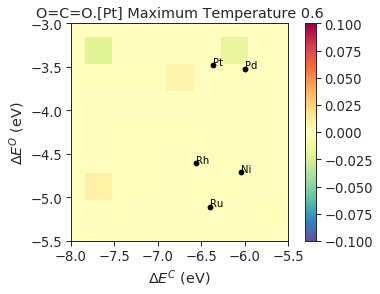 O=C=O.[Pt] Maximum Temperature 0.6
−3.0
−3.5
−4.0
−4.5
−5.0
−5.5
ΔE^O (eV)
Pt
Pd
Rh
Ni
Ru
−8.0 −7.5 −7.0 −6.5 −6.0 −5.5
ΔE^C (eV)
0.100
0.075
0.050
0.025
0.000
−0.025
−0.050
−0.075
−0.100